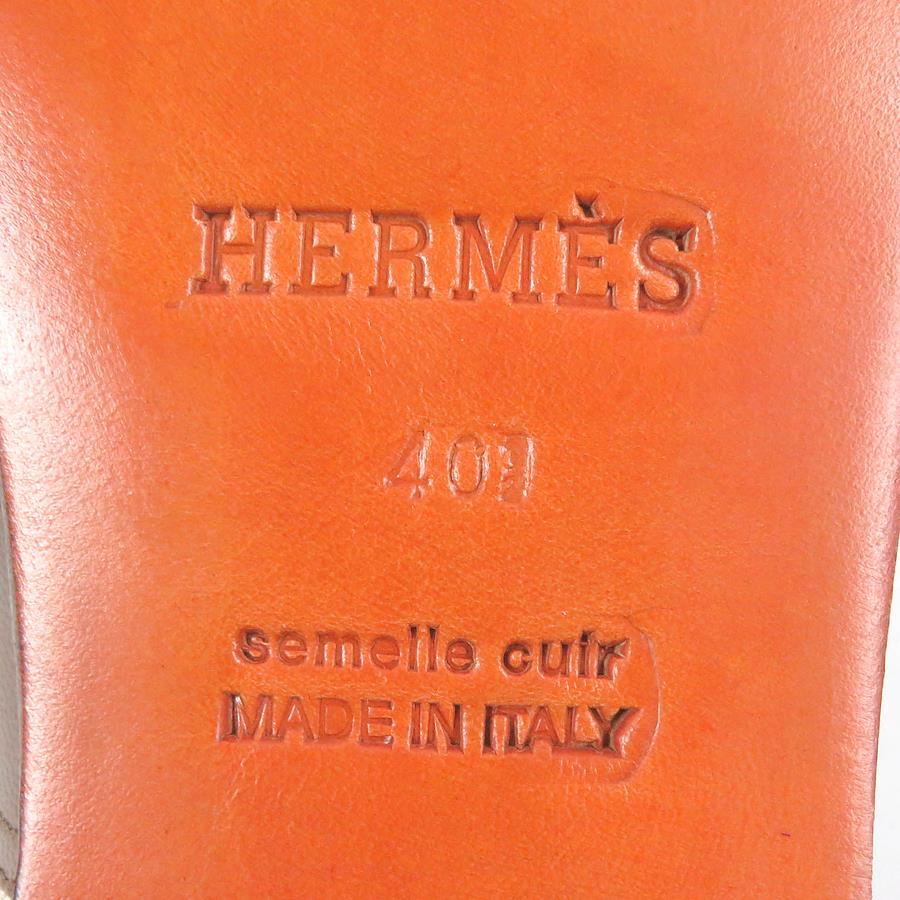 HERMÈS
40
semelle cuir
MADE IN ITALY